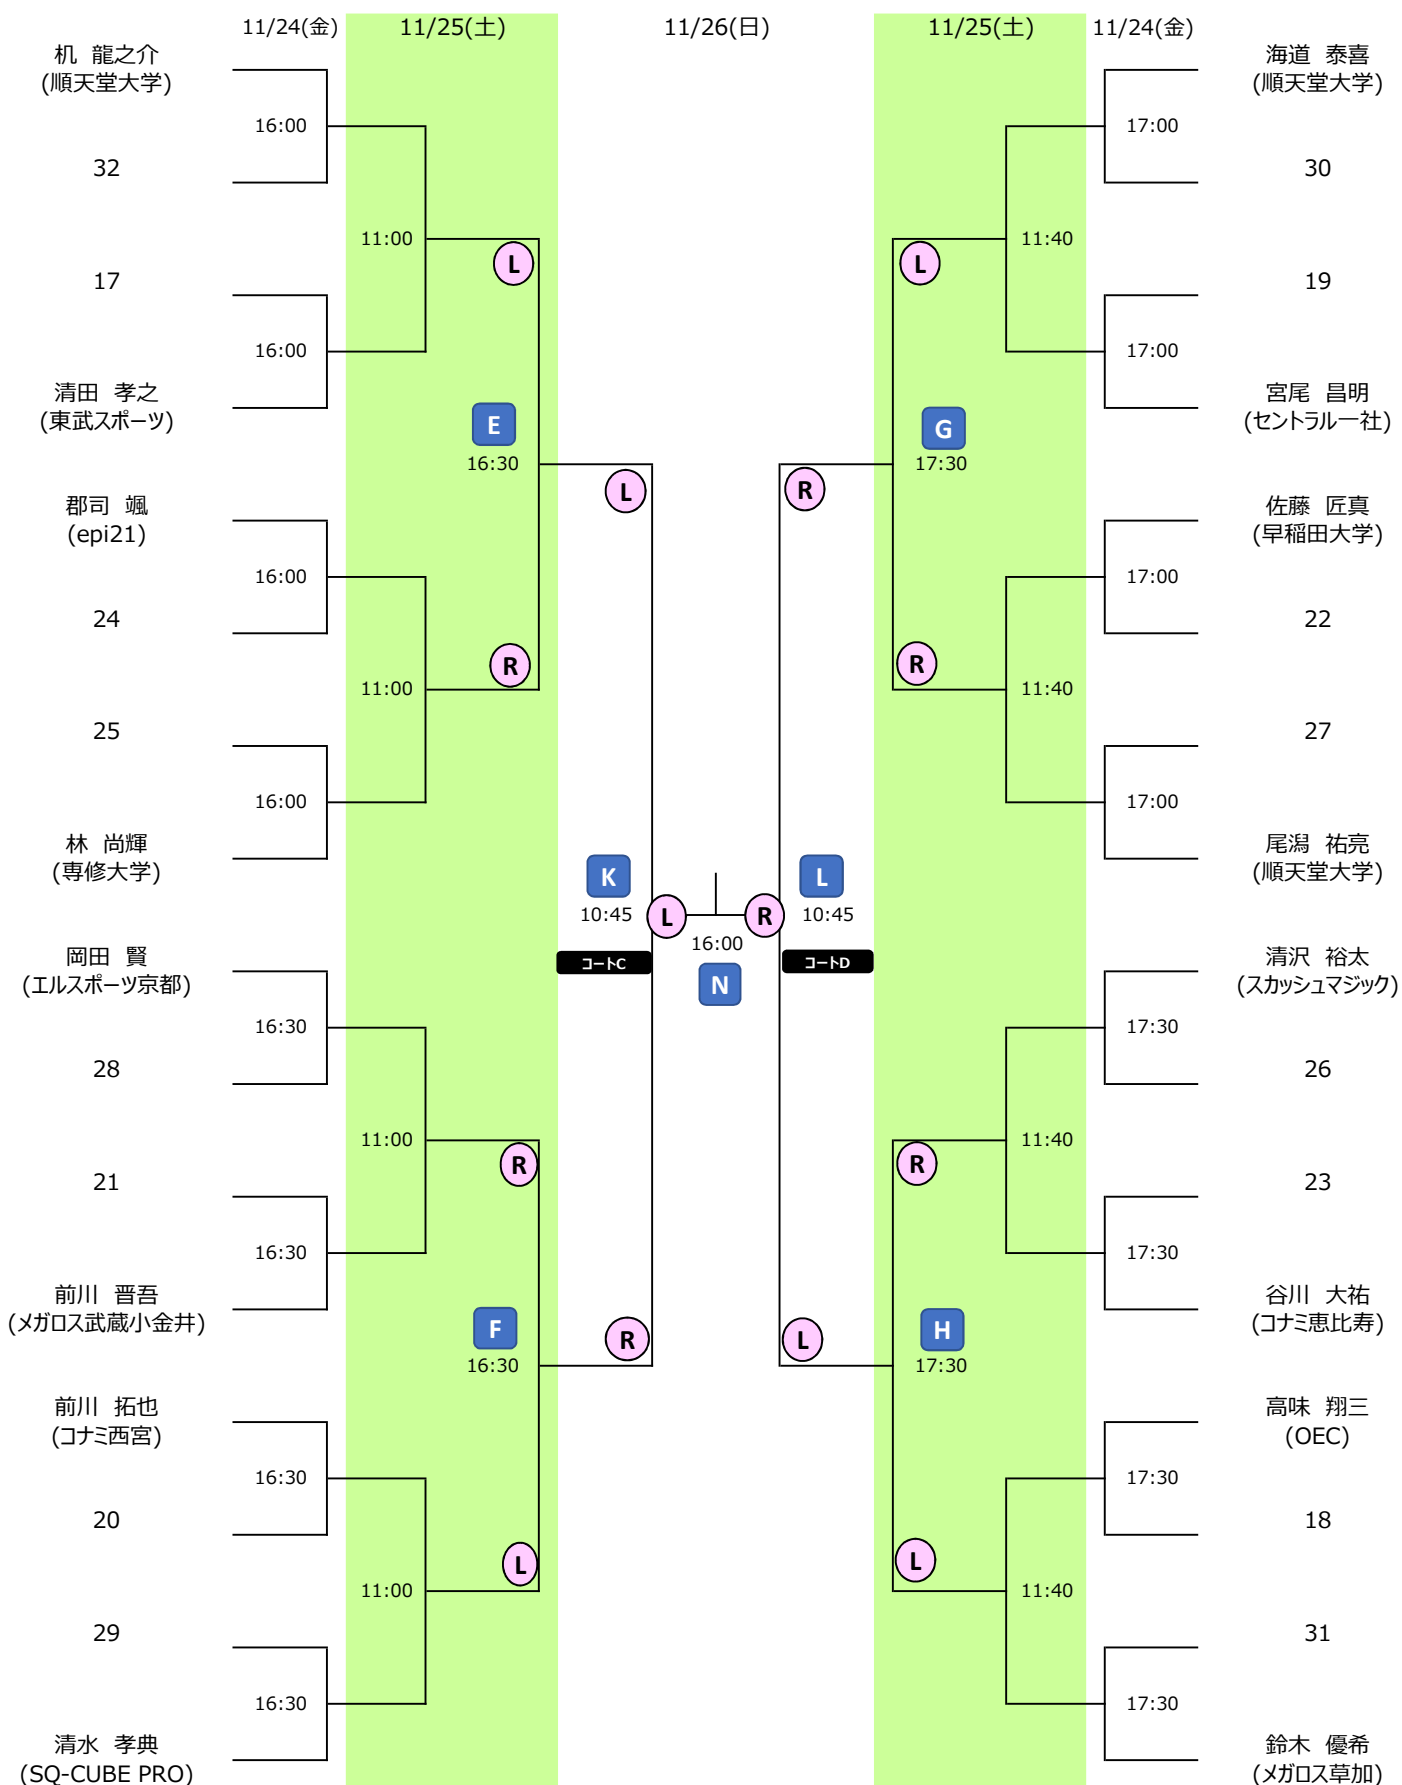 11/24(金) 11/25(土) 11/26(日) 11/25(土) 11/24(金)
机 龍之介
(順天堂大学)
16:00
32
11:00
L
17
16:00
清田 孝之
(東武スポーツ)
E
16:30
L
郡司 颯
(epi21)
16:00
24
R
11:00
25
16:00
林 尚輝
(専修大学)
岡田 賢
(エルスポーツ京都)
16:30
28
11:00
R
21
16:30
前川 晋吾
(メガロス武蔵小金井)
F
16:30
R
前川 拓也
(コナミ西宮)
16:30
20
L
11:00
29
16:30
清水 孝典
(SQ-CUBE PRO)
K
10:45
コートC
L
16:00
N
R
L
10:45
コートD
海道 泰喜
(順天堂大学)
17:00
30
L
11:40
19
17:00
宮尾 昌明
(セントラル一社)
G
17:30
R
佐藤 匠真
(早稲田大学)
17:00
22
R
11:40
27
17:00
尾潟 祐亮
(順天堂大学)
清沢 裕太
(スカッシュマジック)
17:30
26
11:40
R
23
17:30
谷川 大祐
(コナミ恵比寿)
H
17:30
L
高味 翔三
(OEC)
17:30
18
L
11:40
31
17:30
鈴木 優希
(メガロス草加)